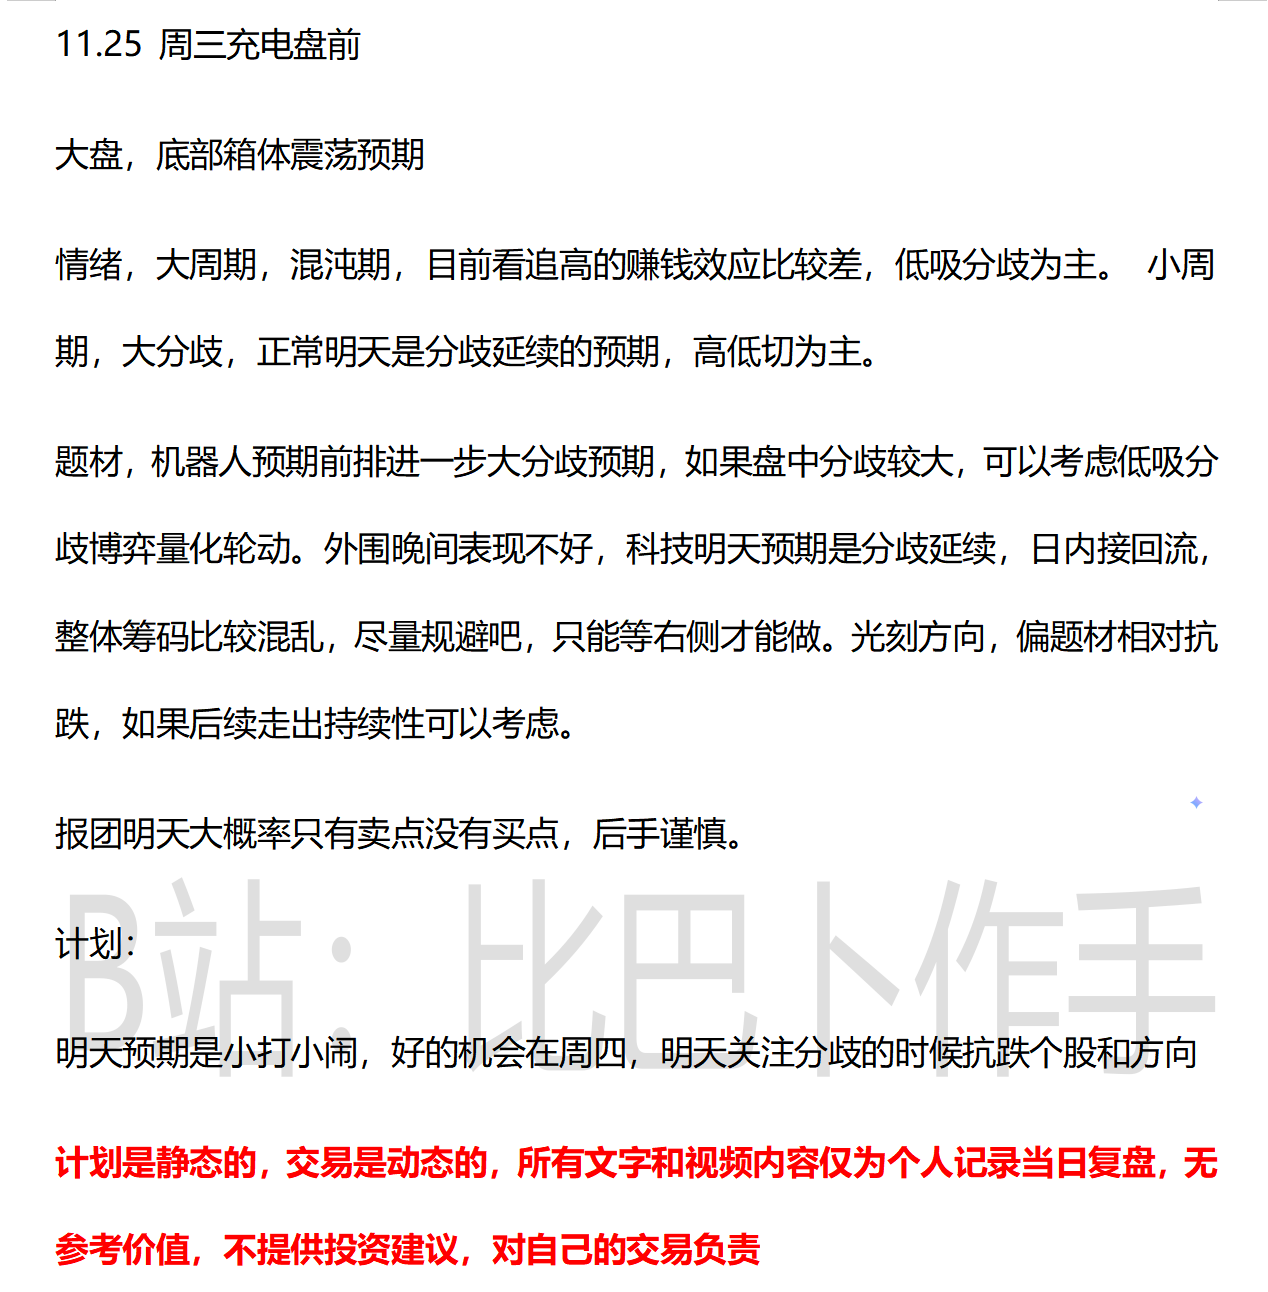 11.25 周三充电盘前
大盘，底部箱体震荡预期
情绪，大周期，混沌期，目前看追高的赚钱效应比较差，低吸分歧为主。 小周
期，大分歧，正常明天是分歧延续的预期，高低切为主。
题材，机器人预期前排进一步大分歧预期，如果盘中分歧较大，可以考虑低吸分
歧博弈量化轮动。外围晚间表现不好，科技明天预期是分歧延续，日内接回流，
整体筹码比较混乱，尽量规避吧，只能等右侧才能做。光刻方向，偏题材相对抗
跌，如果后续走出持续性可以考虑。
报团明天大概率只有卖点没有买点，后手谨慎。
计划：
B站：比巴卜作手
明天预期是小打小闹，好的机会在周四，明天关注分歧的时候抗跌个股和方向
计划是静态的，交易是动态的，所有文字和视频内容仅为个人记录当日复盘，无
参考价值，不提供投资建议，对自己的交易负责